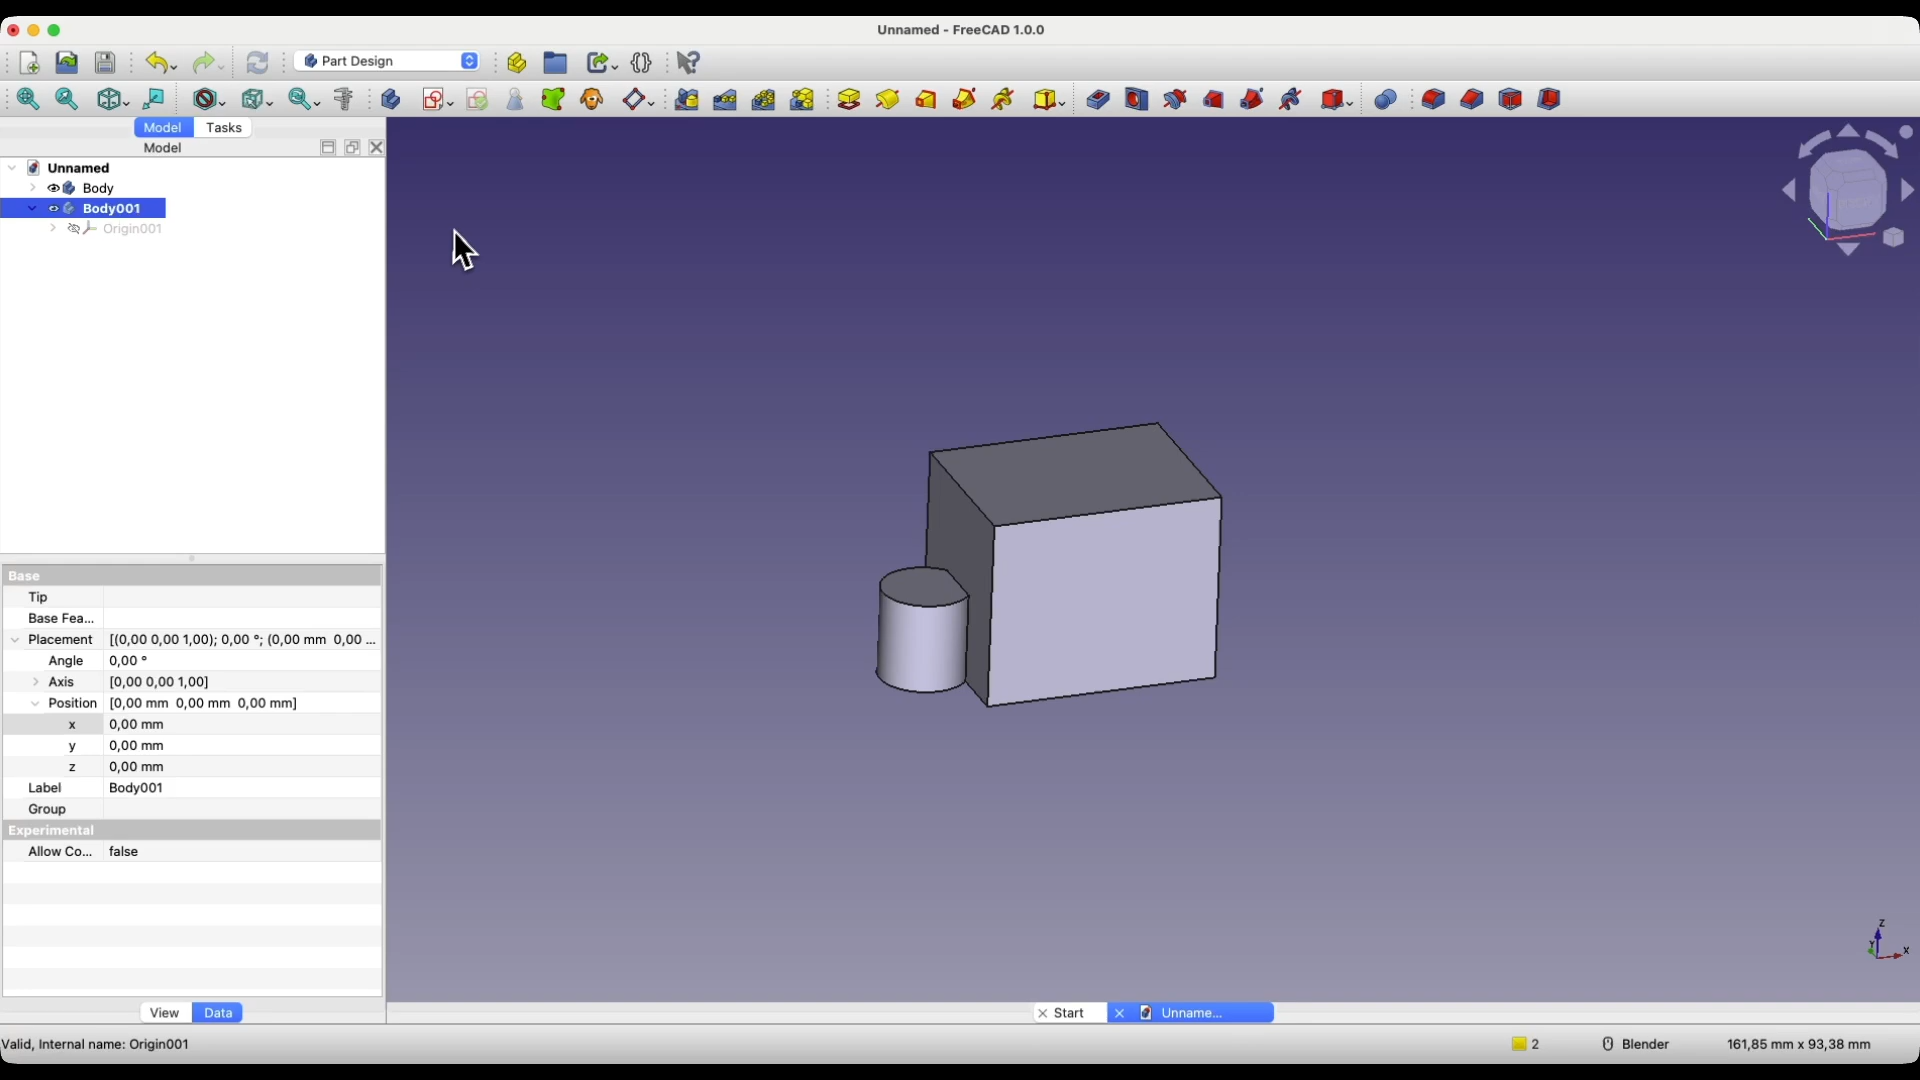 Unnamed - FreeCAD 1.0.0
Part Design
Model
Tasks
Model
Unnamed
Body
Body001
Origin001
Base
Tip
Base Fea...
Placement [(0,00 0,00 1,00); 0,00 °; (0,00 mm 0,00 ...
Angle 0,00 °
Axis [0,00 0,00 1,00]
Position [0,00 mm 0,00 mm 0,00 mm]
x 0,00 mm
y 0,00 mm
z 0,00 mm
Label Body001
Group
Experimental
Allow Co... false
View
Data
Z
Y
X
Start
Unname...
Valid, Internal name: Origin001
2
Blender
161,85 mm x 93,38 mm